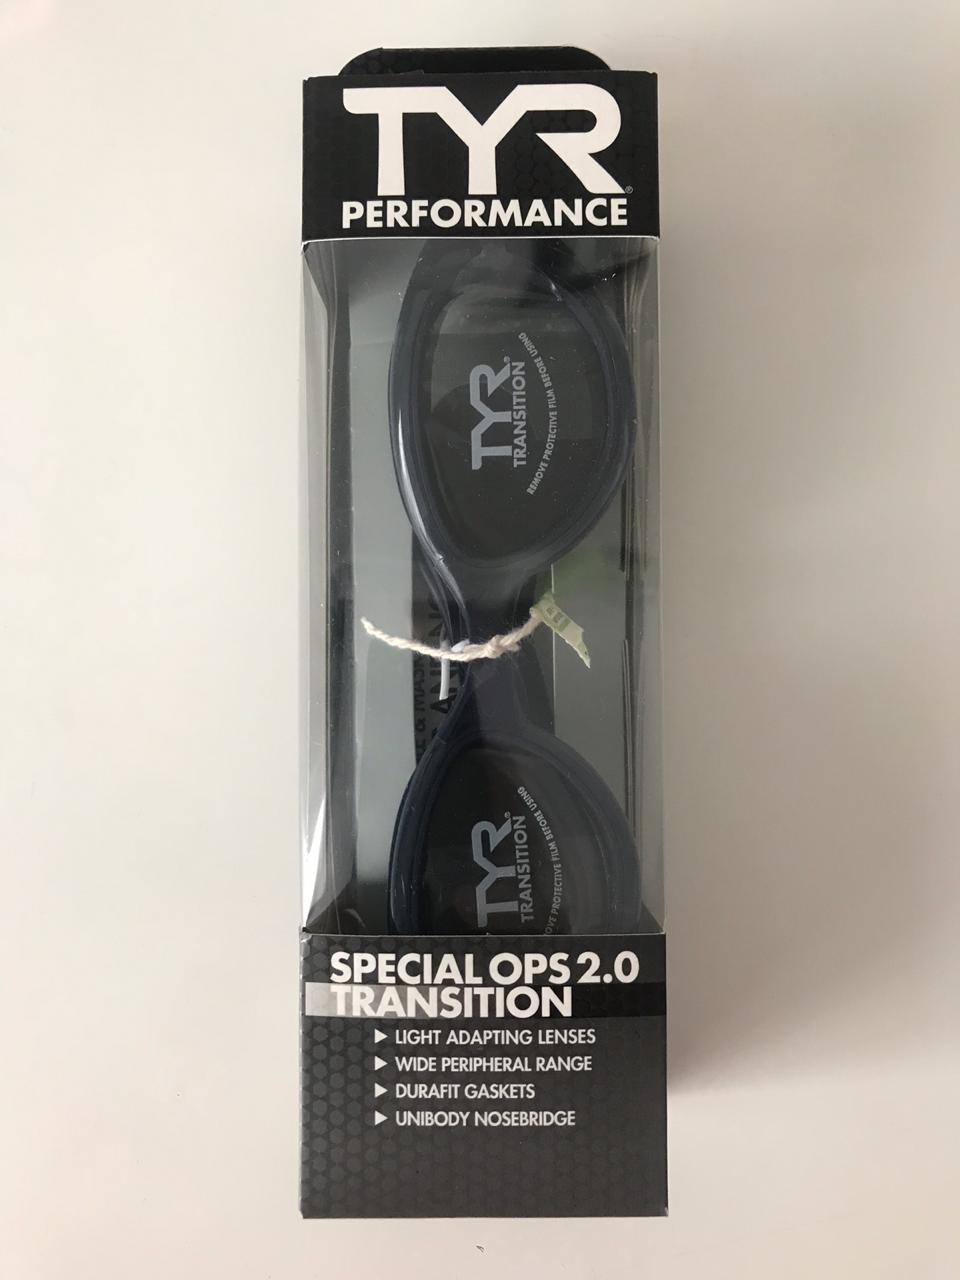 TYR®
PERFORMANCE
TYR®
TRANSITION
REMOVE PROTECTIVE FILM BEFORE USING
TYR®
TRANSITION
PROTECTIVE FILM BEFORE USING
SPECIAL OPS 2.0
TRANSITION
▶ LIGHT ADAPTING LENSES
▶ WIDE PERIPHERAL RANGE
▶ DURAFIT GASKETS
▶ UNIBODY NOSEBRIDGE